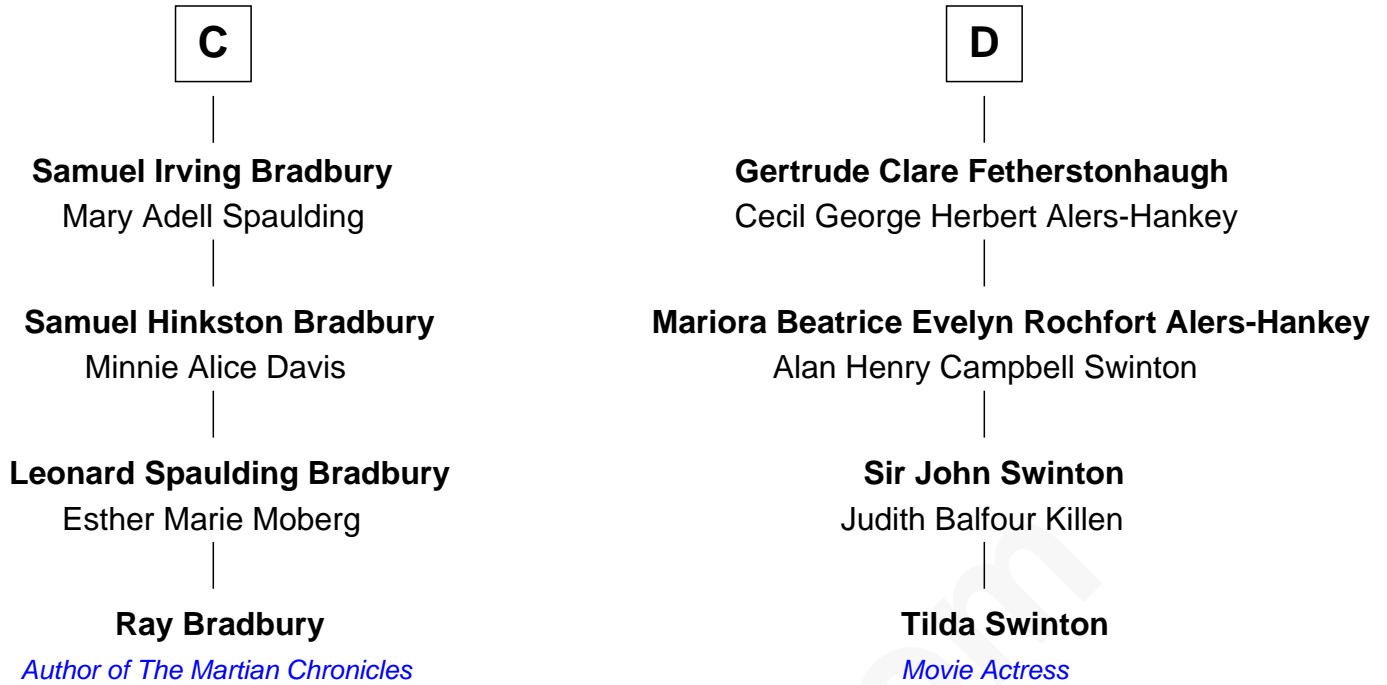 C
Samuel Irving Bradbury
Mary Adell Spaulding
Samuel Hinkston Bradbury
Minnie Alice Davis
Leonard Spaulding Bradbury
Esther Marie Moberg
Ray Bradbury
Author of The Martian Chronicles
D
Gertrude Clare Fetherstonhaugh
Cecil George Herbert Alers-Hankey
Mariora Beatrice Evelyn Rochfort Alers-Hankey
Alan Henry Campbell Swinton
Sir John Swinton
Judith Balfour Killen
Tilda Swinton
Movie Actress